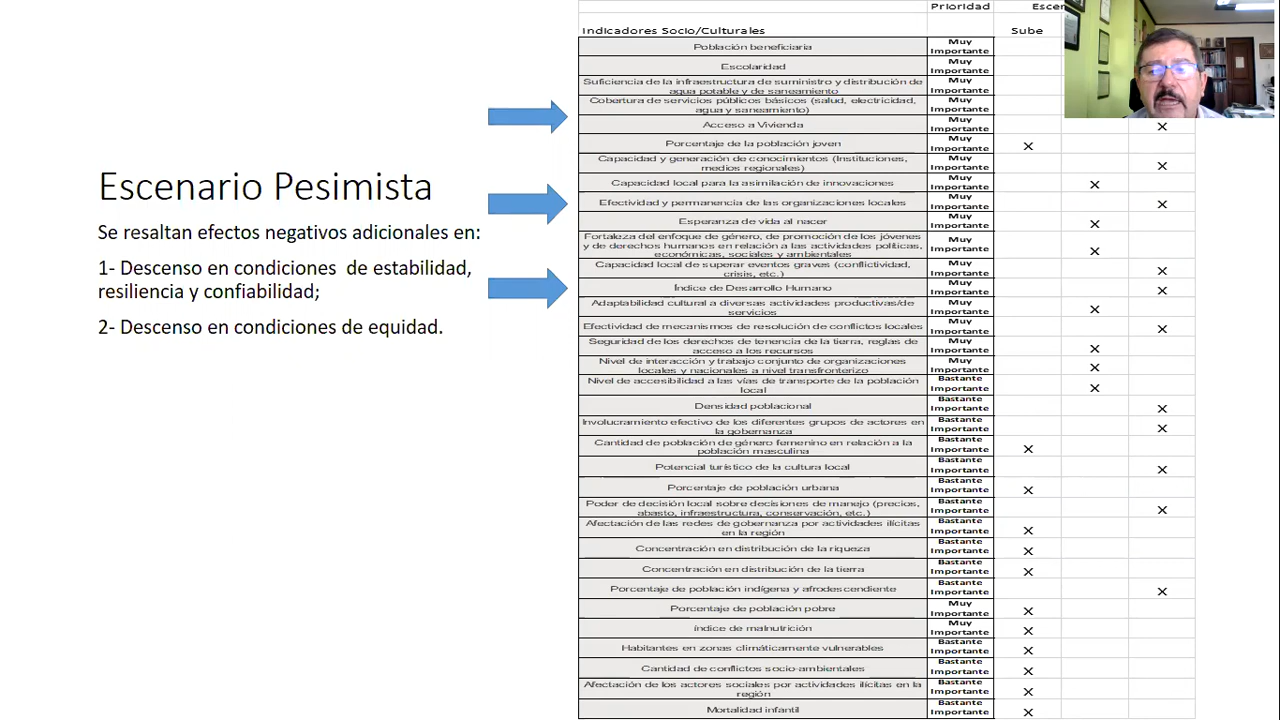 Escenario Pesimista
Se resaltan efectos negativos adicionales en:
1- Descenso en condiciones de estabilidad,
resiliencia y confiabilidad;
2- Descenso en condiciones de equidad.
Prioridad Escen
Indicadores Socio/Culturales Sube
Población beneficiaria Muy Importante
Escolaridad Muy Importante
Suficiencia de la infraestructura de suministro y distribución de
agua potable y de saneamiento Muy Importante
Cobertura de servicios públicos básicos (salud, electricidad,
agua y saneamiento) Muy Importante
Acceso a Vivienda Muy Importante X
Porcentaje de la población joven Muy Importante X
Capacidad y generación de conocimientos (Instituciones,
medios regionales) Muy Importante X
Capacidad local para la asimilación de innovaciones Muy Importante X
Efectividad y permanencia de las organizaciones locales Muy Importante X
Esperanza de vida al nacer Muy Importante X
Fortaleza del enfoque de género, de promoción de los jóvenes
y de derechos humanos en relación a las actividades políticas,
económicas, sociales y ambientales Muy Importante X
Capacidad local de superar eventos graves (conflictividad,
crisis, etc.) Muy Importante X
Índice de Desarrollo Humano Muy Importante X
Adaptabilidad cultural a diversas actividades productivas/de
servicios Muy Importante X
Efectividad de mecanismos de resolución de conflictos locales Muy Importante X
Seguridad de los derechos de tenencia de la tierra, reglas de
acceso a los recursos Muy Importante X
Nivel de interacción y trabajo conjunto de organizaciones
locales y nacionales a nivel transfronterizo Muy Importante X
Nivel de accesibilidad a las vías de transporte de la población
local Bastante Importante X
Densidad poblacional Bastante Importante X
Involucramiento efectivo de los diferentes grupos de actores en
la gobernanza Bastante Importante X
Cantidad de población de género femenino en relación a la
población masculina Bastante Importante X
Potencial turístico de la cultura local Bastante Importante X
Porcentaje de población urbana Bastante Importante X
Poder de decisión local sobre decisiones de manejo (precios,
abasto, infraestructura, conservación, etc.) Bastante Importante X
Afectación de las redes de gobernanza por actividades ilícitas
en la región Bastante Importante X
Concentración en distribución de la riqueza Bastante Importante X
Concentración en distribución de la tierra Bastante Importante X
Porcentaje de población indígena y afrodescendiente Bastante Importante X
Porcentaje de población pobre Muy Importante X
índice de malnutrición Muy Importante X
Habitantes en zonas climáticamente vulnerables Bastante Importante X
Cantidad de conflictos socio-ambientales Bastante Importante X
Afectación de los actores sociales por actividades ilícitas en la
región Bastante Importante X
Mortalidad infantil Bastante Importante X